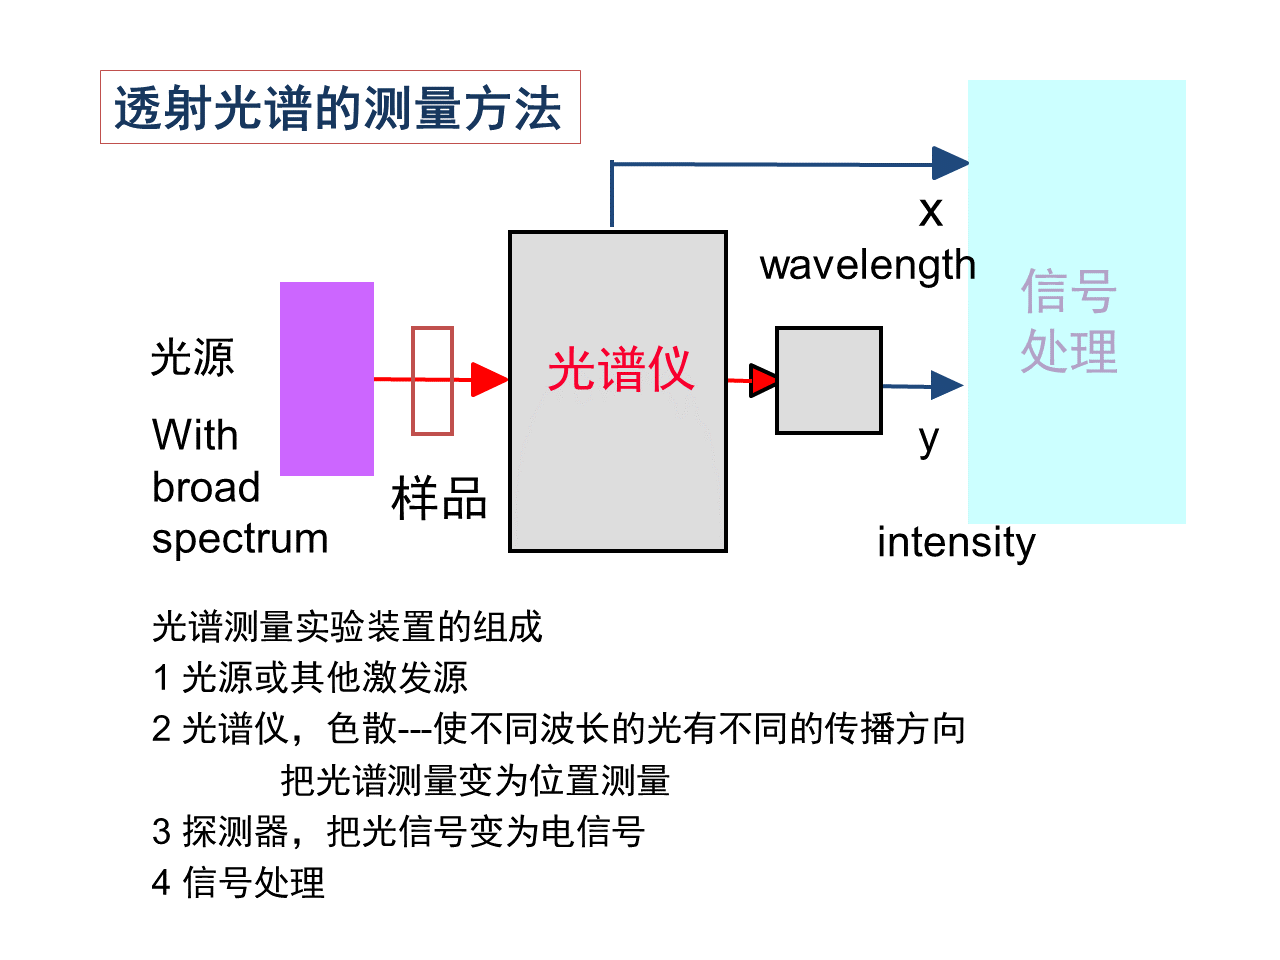 透射光谱的测量方法
x
wavelength
信号
处理
光源
光谱仪
With
broad
spectrum
样品
y
intensity
光谱测量实验装置的组成
1 光源或其他激发源
2 光谱仪，色散---使不同波长的光有不同的传播方向
把光谱测量变为位置测量
3 探测器，把光信号变为电信号
4 信号处理